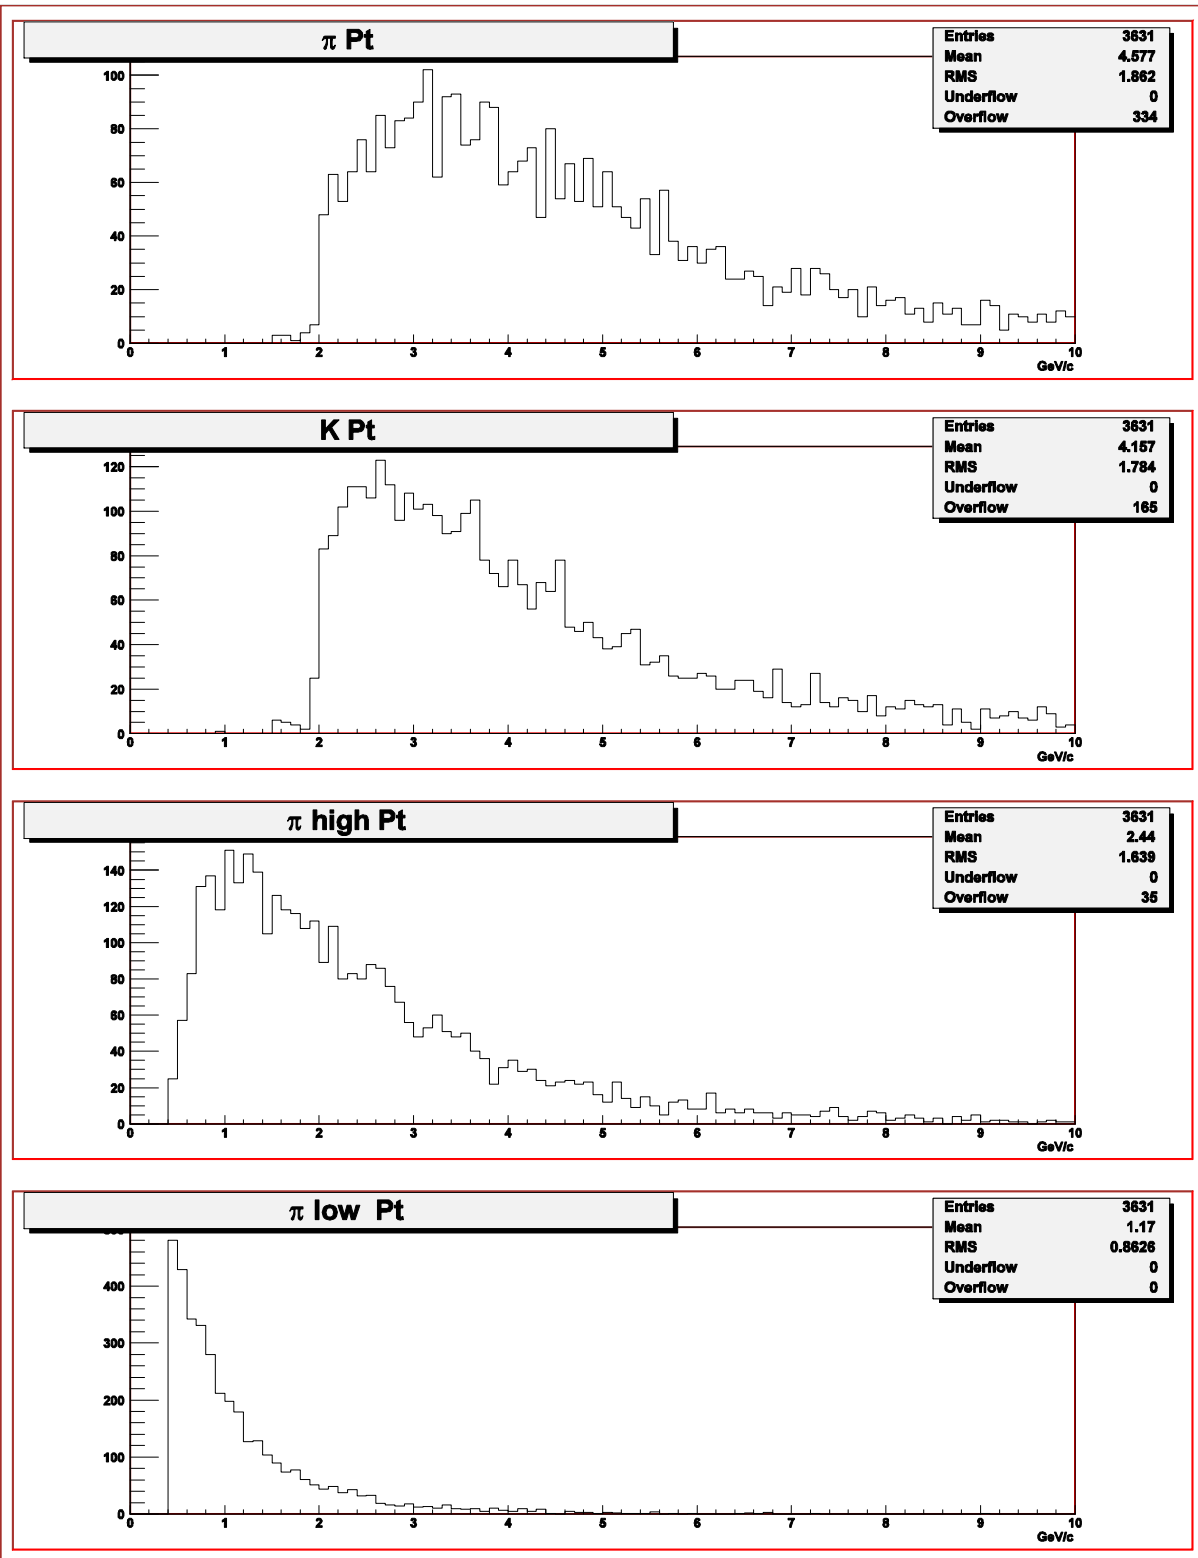 π Pt
Entries 3631
Mean 4.577
RMS 1.862
Underflow 0
Overflow 334
100
80
60
40
20
0
0 1 2 3 4 5 6 7 8 9 10
GeV/c
K Pt
Entries 3631
Mean 4.157
RMS 1.784
Underflow 0
Overflow 165
120
100
80
60
40
20
0
0 1 2 3 4 5 6 7 8 9 10
GeV/c
π high Pt
Entries 3631
Mean 2.44
RMS 1.639
Underflow 0
Overflow 35
140
120
100
80
60
40
20
0
0 1 2 3 4 5 6 7 8 9 10
GeV/c
π low Pt
Entries 3631
Mean 1.17
RMS 0.8626
Underflow 0
Overflow 0
400
300
200
100
0
0 1 2 3 4 5 6 7 8 9 10
GeV/c